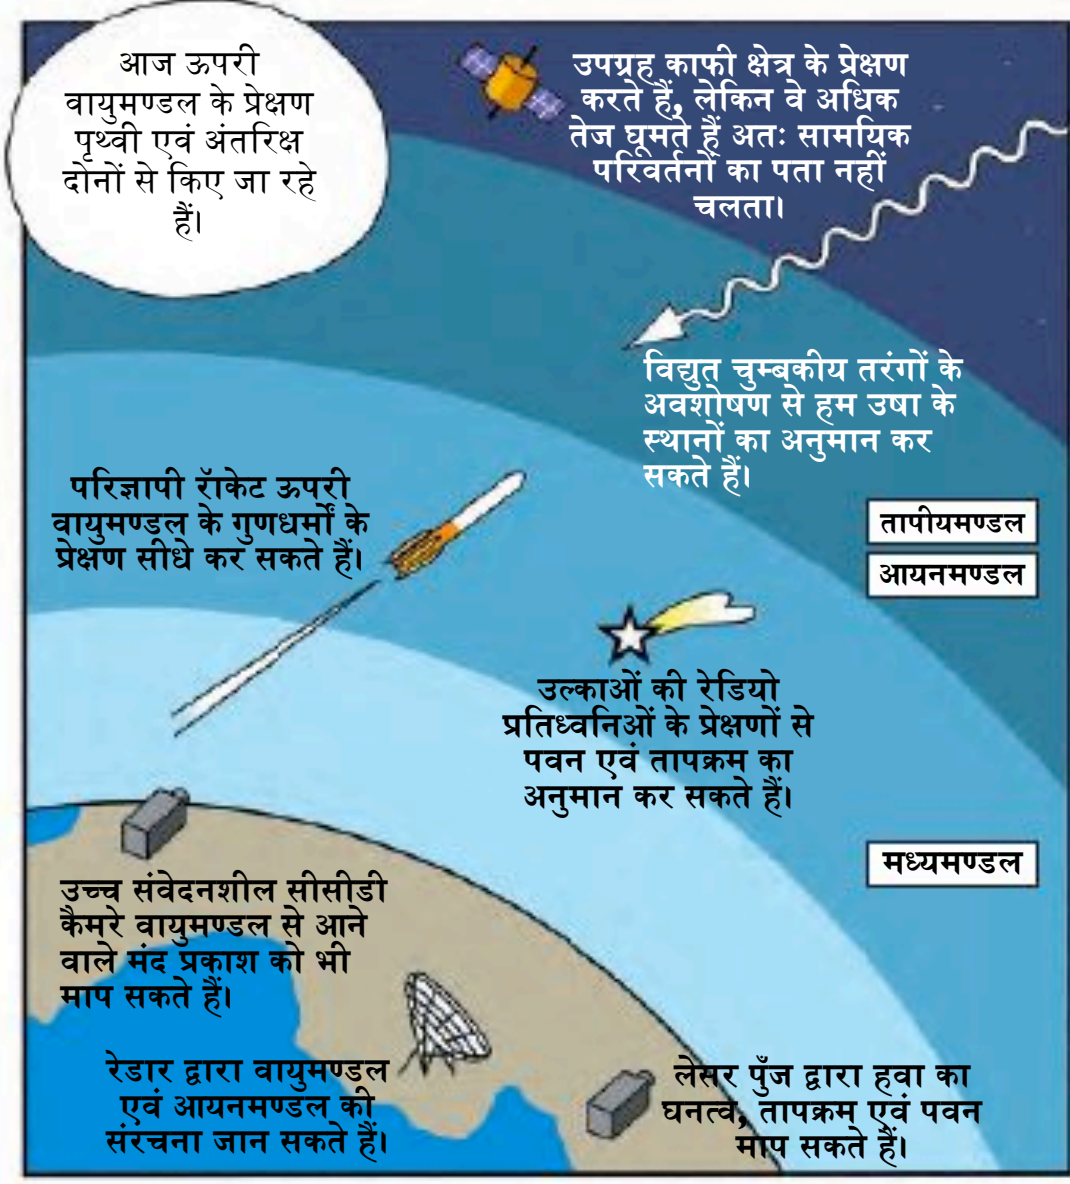 आज ऊपरी
वायुमण्डल के प्रेक्षण
पृथ्वी एवं अंतरिक्ष
दोनों से किए जा रहे
हैं।
उपग्रह काफी क्षेत्र के प्रेक्षण
करते हैं, लेकिन वे अधिक
तेज घूमते हैं अतः सामयिक
परिवर्तनों का पता नहीं
चलता।
विद्युत चुम्बकीय तरंगों के
अवशोषण से हम उषा के
स्थानों का अनुमान कर
सकते हैं।
परिज्ञापी रॉकेट ऊपरी
वायुमण्डल के गुणधर्मों के
प्रेक्षण सीधे कर सकते हैं।
तापीयमण्डल
आयनमण्डल
उल्काओं की रेडियो
प्रतिध्वनिओं के प्रेक्षणों से
पवन एवं तापक्रम का
अनुमान कर सकते हैं।
मध्यमण्डल
उच्च संवेदनशील सीसीडी
कैमरे वायुमण्डल से आने
वाले मंद प्रकाश को भी
माप सकते हैं।
रेडार द्वारा वायुमण्डल
एवं आयनमण्डल की
संरचना जान सकते हैं।
लेसर पुँज द्वारा हवा का
घनत्व, तापक्रम एवं पवन
माप सकते हैं।